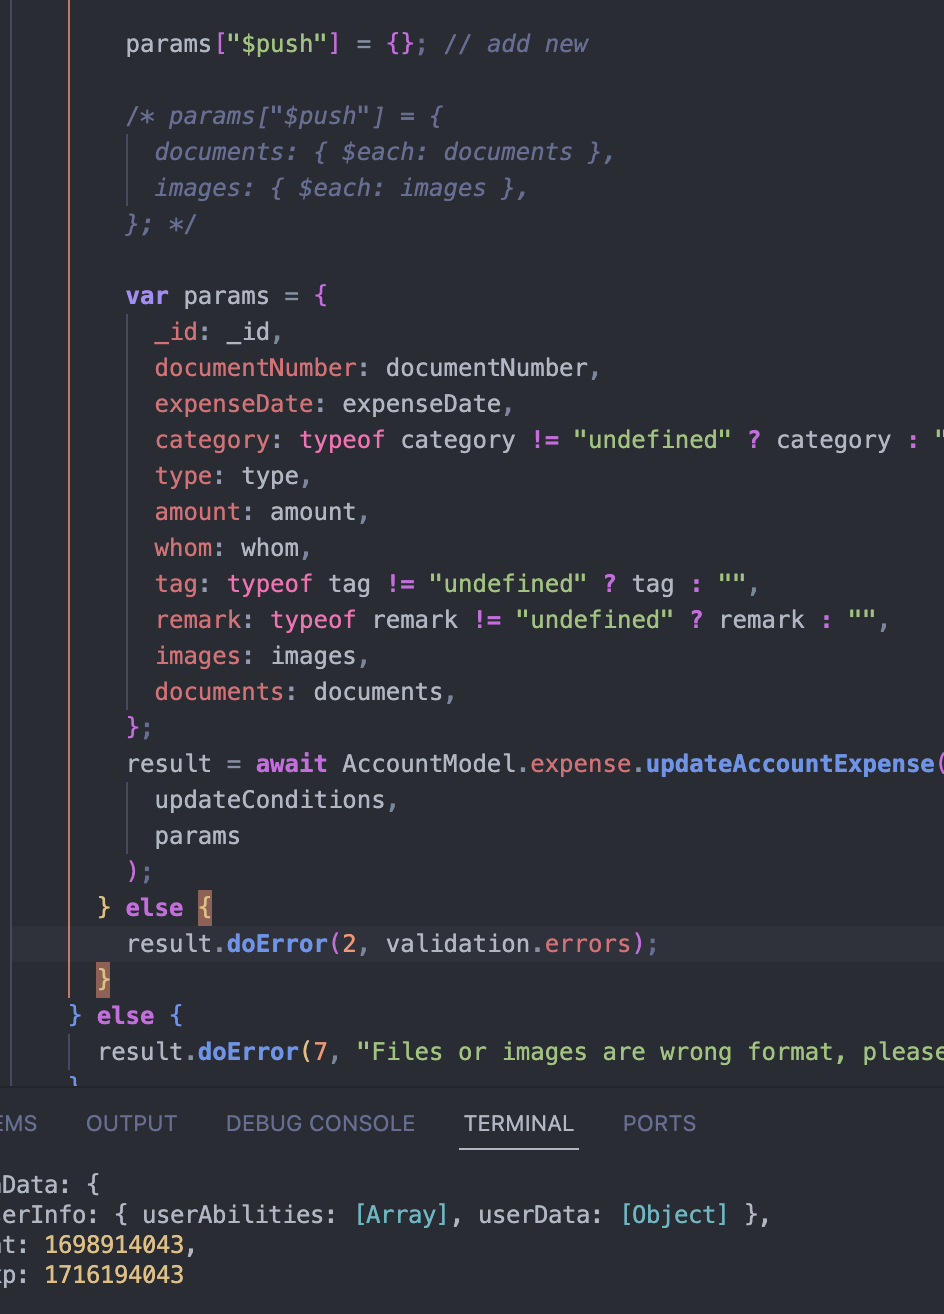 params["$push"] = {}; // add new
/* params["$push"] = {
documents: { $each: documents },
images: { $each: images },
}; */
var params = {
_id: _id,
documentNumber: documentNumber,
expenseDate: expenseDate,
category: typeof category != "undefined" ? category : "
type: type,
amount: amount,
whom: whom,
tag: typeof tag != "undefined" ? tag : "",
remark: typeof remark != "undefined" ? remark : "",
images: images,
documents: documents,
};
result = await AccountModel.expense.updateAccountExpense(
updateConditions,
params
);
} else {
result.doError(2, validation.errors);
}
} else {
result.doError(7, "Files or images are wrong format, please
}
EMS OUTPUT DEBUG CONSOLE TERMINAL PORTS
Data: {
erInfo: { userAbilities: [Array], userData: [Object] },
t: 1698914043,
p: 1716194043